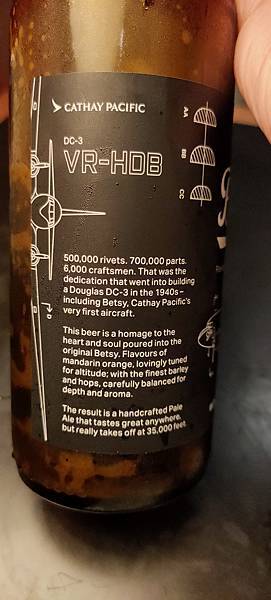 CATHAY PACIFIC
AA
DC-3
VR-HDB
BB
CC
500,000 rivets. 700,000 parts.
6,000 craftsmen. That was the
dedication that went into building
a Douglas DC-3 in the 1940s –
including Betsy, Cathay Pacific's
very first aircraft.
D
This beer is a homage to the
heart and soul poured into the
original Betsy. Flavours of
mandarin orange, lovingly tuned
for altitude; with the finest barley
and hops, carefully balanced for
depth and aroma.
The result is a handcrafted Pale
Ale that tastes great anywhere,
but really takes off at 35,000 feet.